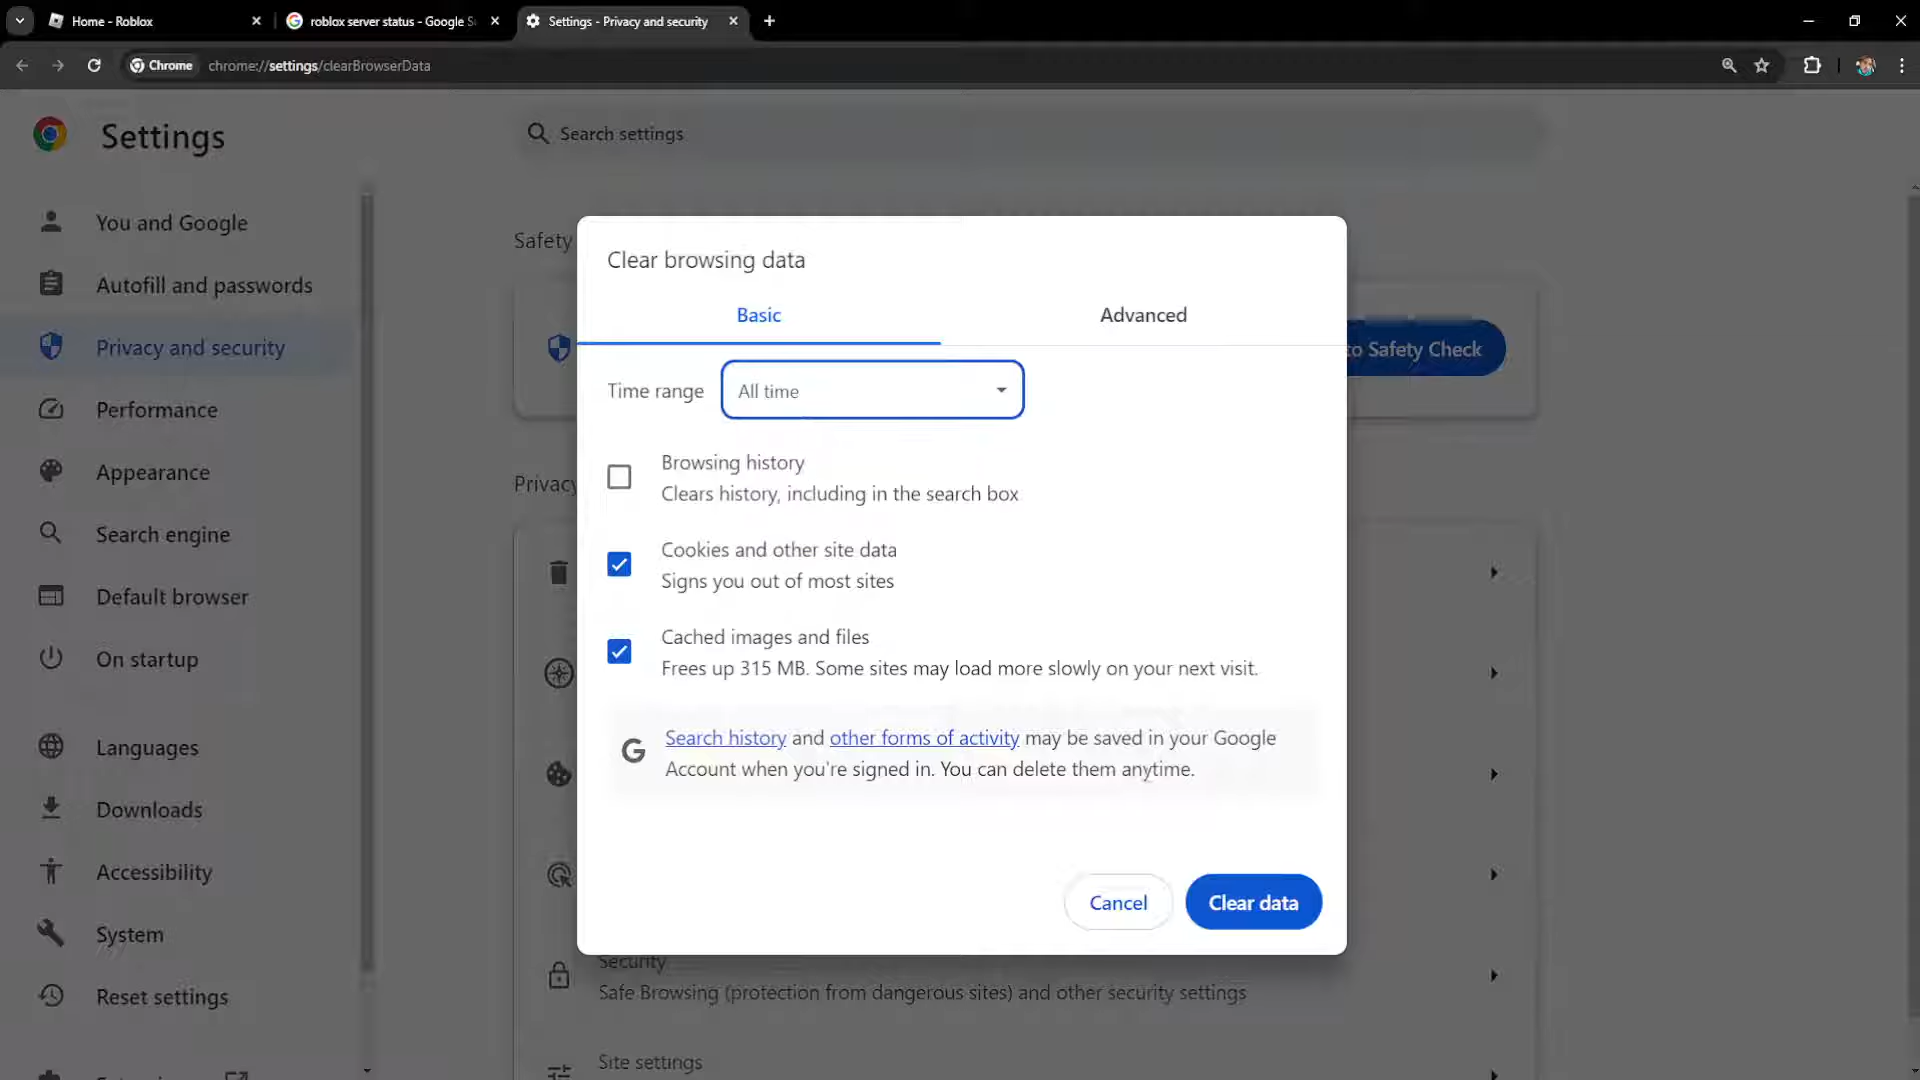 Home - Roblox
roblox server status - Google S
Settings - Privacy and security
Chrome
chrome://settings/clearBrowserData
Settings
Search settings
You and Google
Autofill and passwords
Privacy and security
Performance
Appearance
Search engine
Default browser
On startup
Languages
Downloads
Accessibility
System
Reset settings
Safety
to Safety Check
Privacy
Clear browsing data
Basic
Advanced
Time range
All time
Browsing history
Clears history, including in the search box
Cookies and other site data
Signs you out of most sites
Cached images and files
Frees up 315 MB. Some sites may load more slowly on your next visit.
Search history and other forms of activity may be saved in your Google
Account when you're signed in. You can delete them anytime.
Cancel
Clear data
Security
Safe Browsing (protection from dangerous sites) and other security settings
Site settings